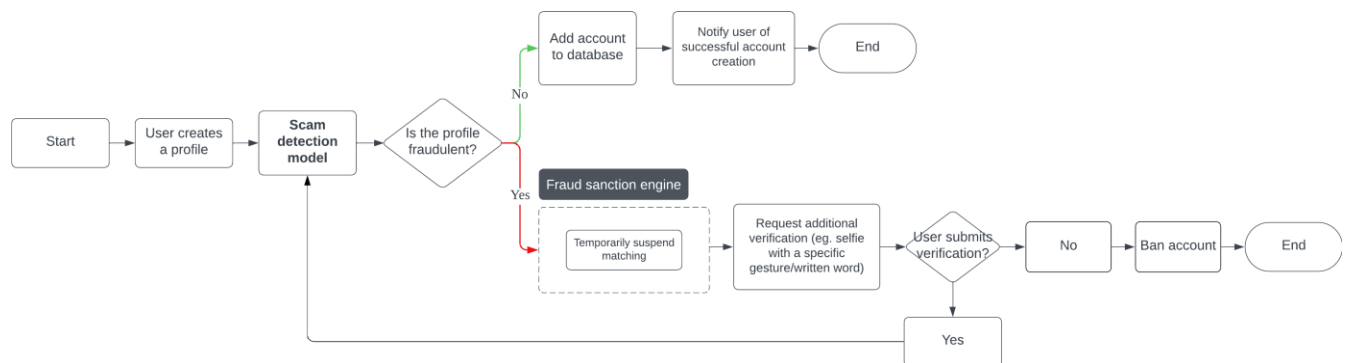 Add account
to database
Notify user of
successful account
creation
End
No
Start
User creates
a profile
Scam
detection
model
Is the profile
fraudulent?
Yes
Fraud sanction engine
Temporarily suspend
matching
Request additional
verification (eg. selfie
with a specific
gesture/written word)
User submits
verification?
No
Ban account
End
Yes